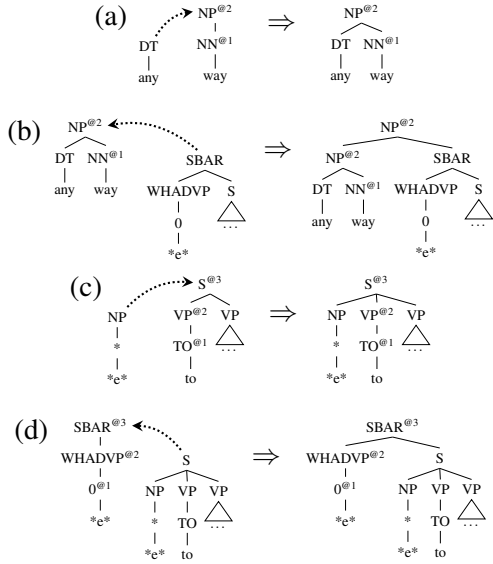 (a) NP@2 ⇒ NP@2
DT NN@1 DT NN@1
any way any way
(b) NP@2 ⇒ NP@2
DT NN@1 SBAR NP@2 SBAR
any way WHADVP S DT NN@1 WHADVP S
0 ... any way 0 ...
*e* *e*
(c) S@3 ⇒ S@3
NP VP@2 VP NP VP@2 VP
* TO@1 ... * TO@1 ...
*e* to *e* to
(d) SBAR@3 ⇒ SBAR@3
WHADVP@2 S WHADVP@2 S
0@1 NP VP VP 0@1 NP VP VP
*e* * TO ... *e* * TO ...
*e* to *e* to